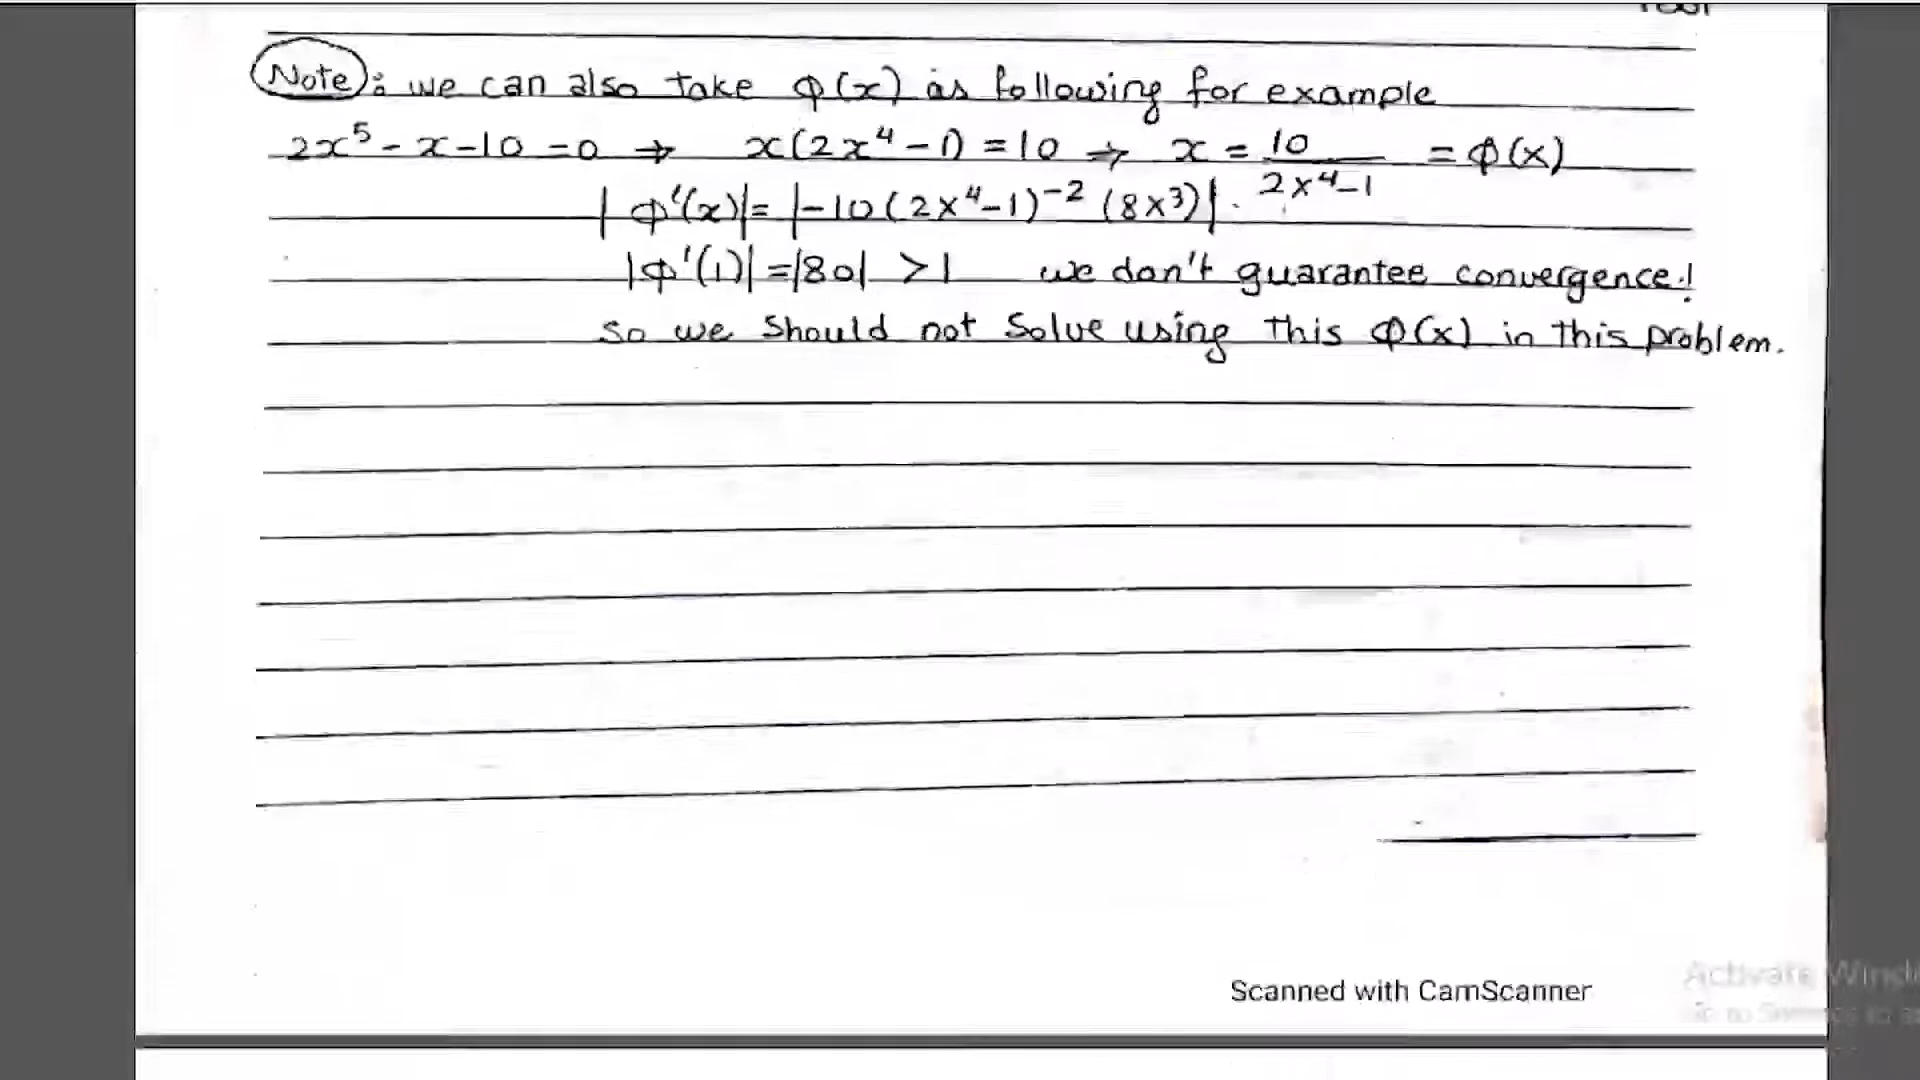 Note: we can also take φ(x) as following for example
2x⁵ - x - 10 = 0 ⇒ x(2x⁴ - 1) = 10 ⇒ x = 10 / 2x⁴-1 = φ(x)
|φ'(x)| = |-10(2x⁴-1)⁻² (8x³)|.
|φ'(1)| = |80| > 1 we don't guarantee convergence!
so we should not solve using this φ(x) in this problem.
Scanned with CamScanner